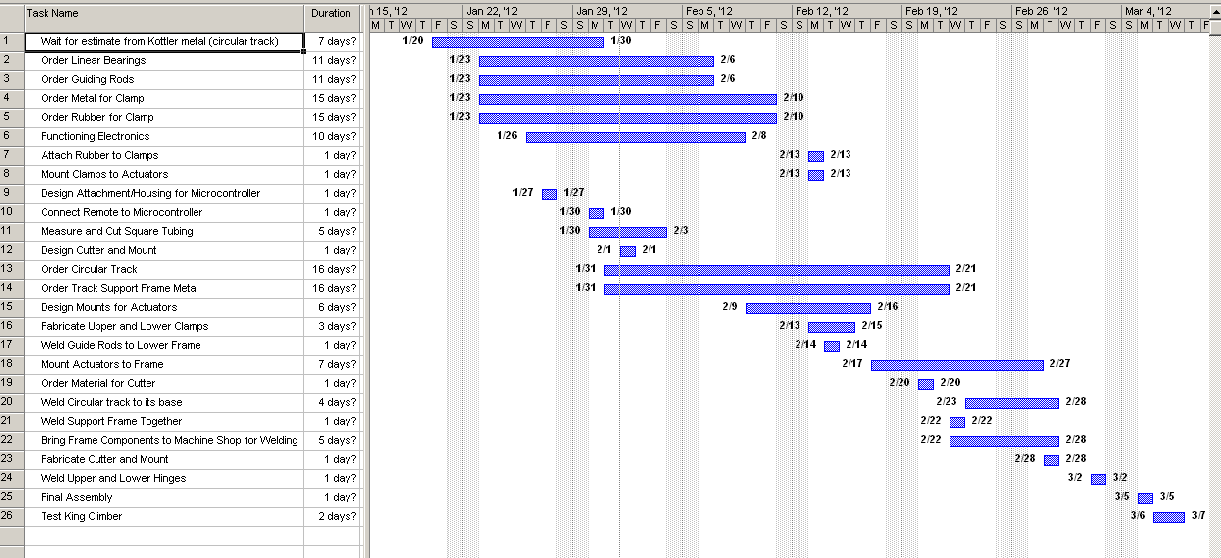 Task Name Duration n 15, '12 Jan 22, '12 Jan 29, '12 Feb 5, '12 Feb 12, '12 Feb 19, '12 Feb 26, '12 Mar 4, '12
M T W T F S S M T W T F S S M T W T F S S M T W T F S S M T W T F S S M T W T F S S M T W T F S S M T W T F
1 Wait for estimate from Kottler metal (circular track) 7 days? 1/20 1/30
2 Order Linear Bearings 11 days? 1/23 2/6
3 Order Guiding Rods 11 days? 1/23 2/6
4 Order Metal for Clamp 15 days? 1/23 2/10
5 Order Rubber for Clamp 15 days? 1/23 2/10
6 Functioning Electronics 10 days? 1/26 2/8
7 Attach Rubber to Clamps 1 day? 2/13 2/13
8 Mount Clamps to Actuators 1 day? 2/13 2/13
9 Design Attachment/Housing for Microcontroller 1 day? 1/27 1/27
10 Connect Remote to Microcontroller 1 day? 1/30 1/30
11 Measure and Cut Square Tubing 5 days? 1/30 2/3
12 Design Cutter and Mount 1 day? 2/1 2/1
13 Order Circular Track 16 days? 1/31 2/21
14 Order Track Support Frame Meta 16 days? 1/31 2/21
15 Design Mounts for Actuators 6 days? 2/9 2/16
16 Fabricate Upper and Lower Clamps 3 days? 2/13 2/15
17 Weld Guide Rods to Lower Frame 1 day? 2/14 2/14
18 Mount Actuators to Frame 7 days? 2/17 2/27
19 Order Material for Cutter 1 day? 2/20 2/20
20 Weld Circular track to its base 4 days? 2/23 2/28
21 Weld Support Frame Together 1 day? 2/22 2/22
22 Bring Frame Components to Machine Shop for Welding 5 days? 2/22 2/28
23 Fabricate Cutter and Mount 1 day? 2/28 2/28
24 Weld Upper and Lower Hinges 1 day? 3/2 3/2
25 Final Assembly 1 day? 3/5 3/5
26 Test King Cimber 2 days? 3/6 3/7